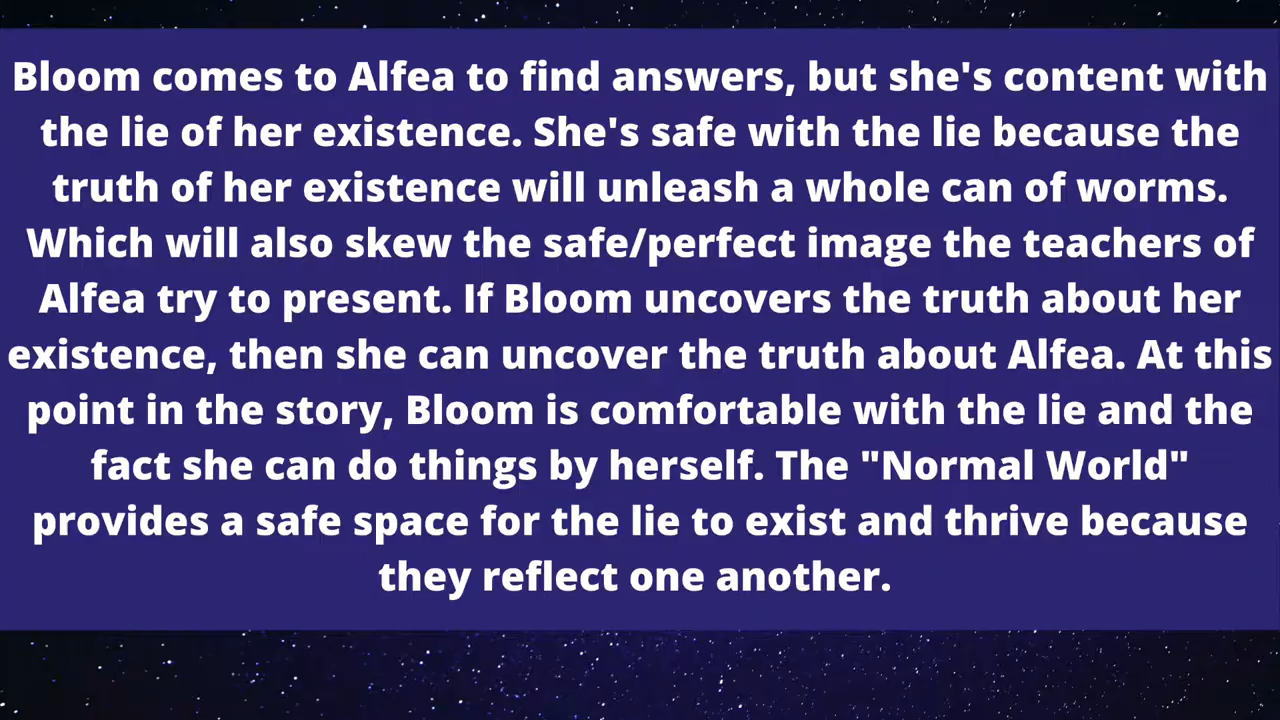 Bloom comes to Alfea to find answers, but she's content with
the lie of her existence. She's safe with the lie because the
truth of her existence will unleash a whole can of worms.
Which will also skew the safe/perfect image the teachers of
Alfea try to present. If Bloom uncovers the truth about her
existence, then she can uncover the truth about Alfea. At this
point in the story, Bloom is comfortable with the lie and the
fact she can do things by herself. The "Normal World"
provides a safe space for the lie to exist and thrive because
they reflect one another.